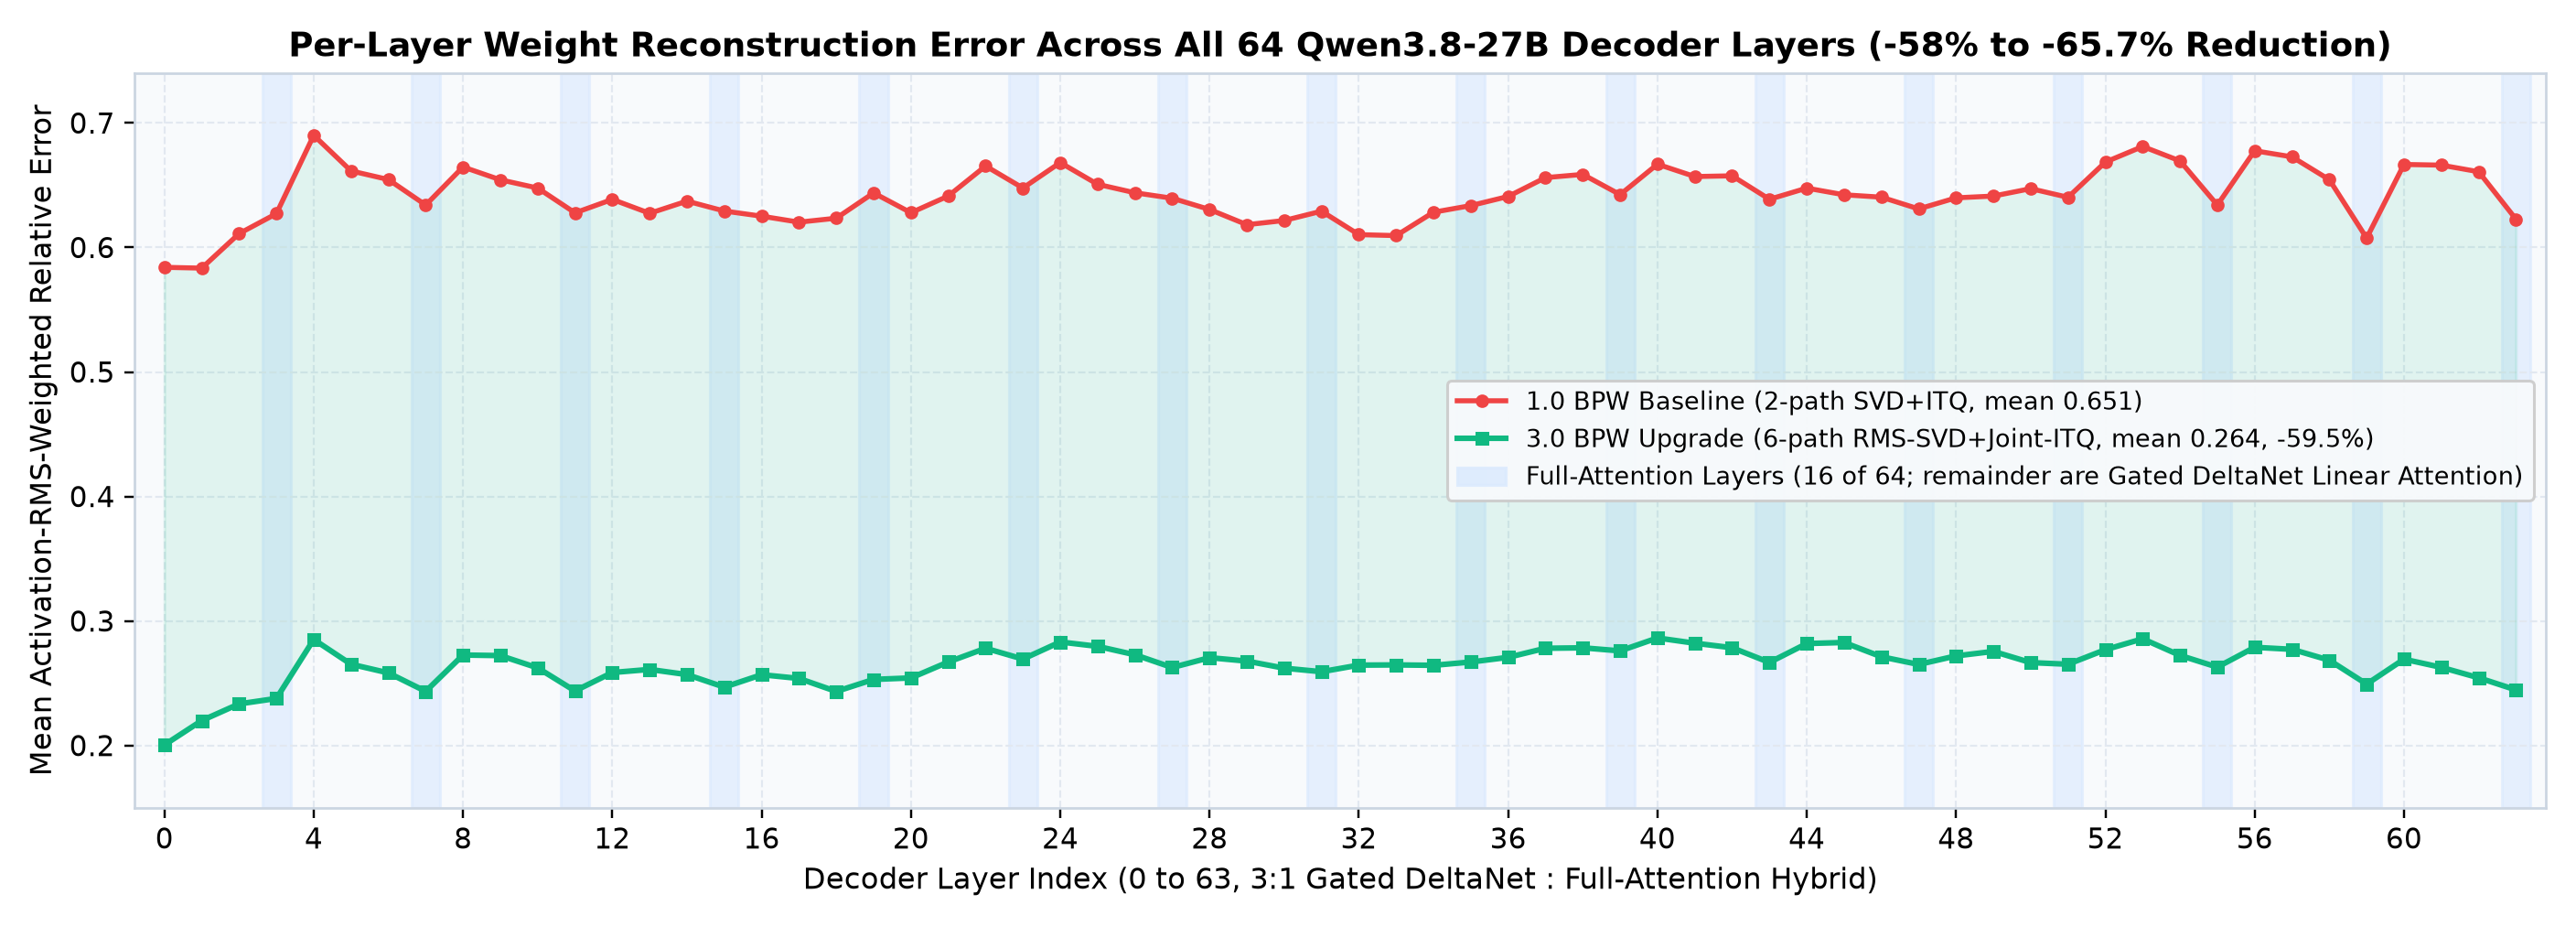 Per-Layer Weight Reconstruction Error Across All 64 Qwen3.8-27B Decoder Layers (-58% to -65.7% Reduction)
Mean Activation-RMS-Weighted Relative Error
0.7
0.6
0.5
0.4
0.3
0.2
1.0 BPW Baseline (2-path SVD+ITQ, mean 0.651)
3.0 BPW Upgrade (6-path RMS-SVD+Joint-ITQ, mean 0.264, -59.5%)
Full-Attention Layers (16 of 64; remainder are Gated DeltaNet Linear Attention)
0 4 8 12 16 20 24 28 32 36 40 44 48 52 56 60
Decoder Layer Index (0 to 63, 3:1 Gated DeltaNet : Full-Attention Hybrid)